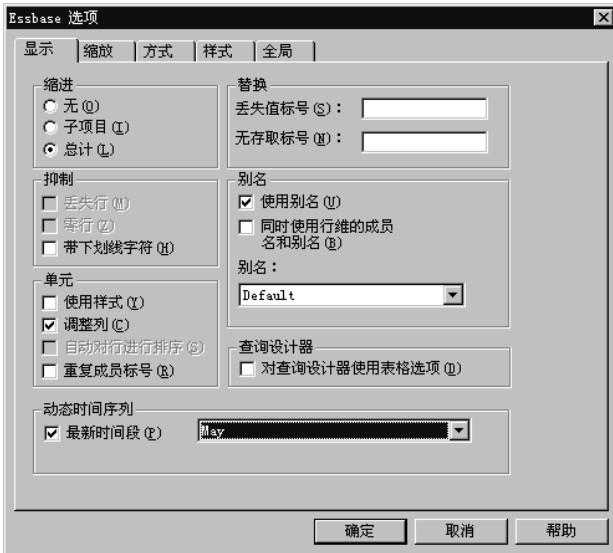 Essbase 选项
显示 缩放 方式 样式 全局
缩进
无(O)
子项目(I)
总计(L)
替换
丢失值标号(S)：
无存取标号(N)：
抑制
丢失行(M)
零行(Z)
带下划线字符(H)
别名
使用别名(U)
同时使用行维的成员
名和别名(B)
别名：
Default
单元
使用样式(Y)
调整列(C)
自动对行进行排序(S)
重复成员标号(R)
查询设计器
对查询设计器使用表格选项(D)
动态时间序列
最新时间段(P)
May
确定 取消 帮助